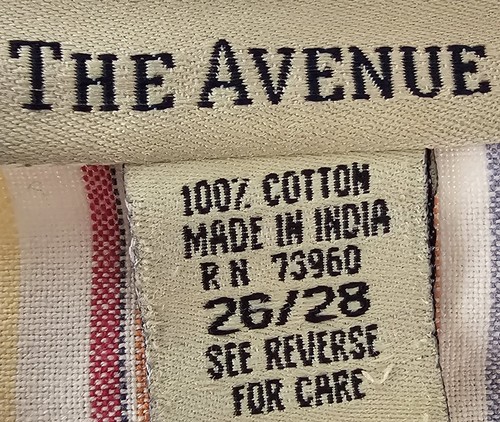 THE AVENUE
100% COTTON
MADE IN INDIA
RN 73960
26/28
SEE REVERSE
FOR CARE